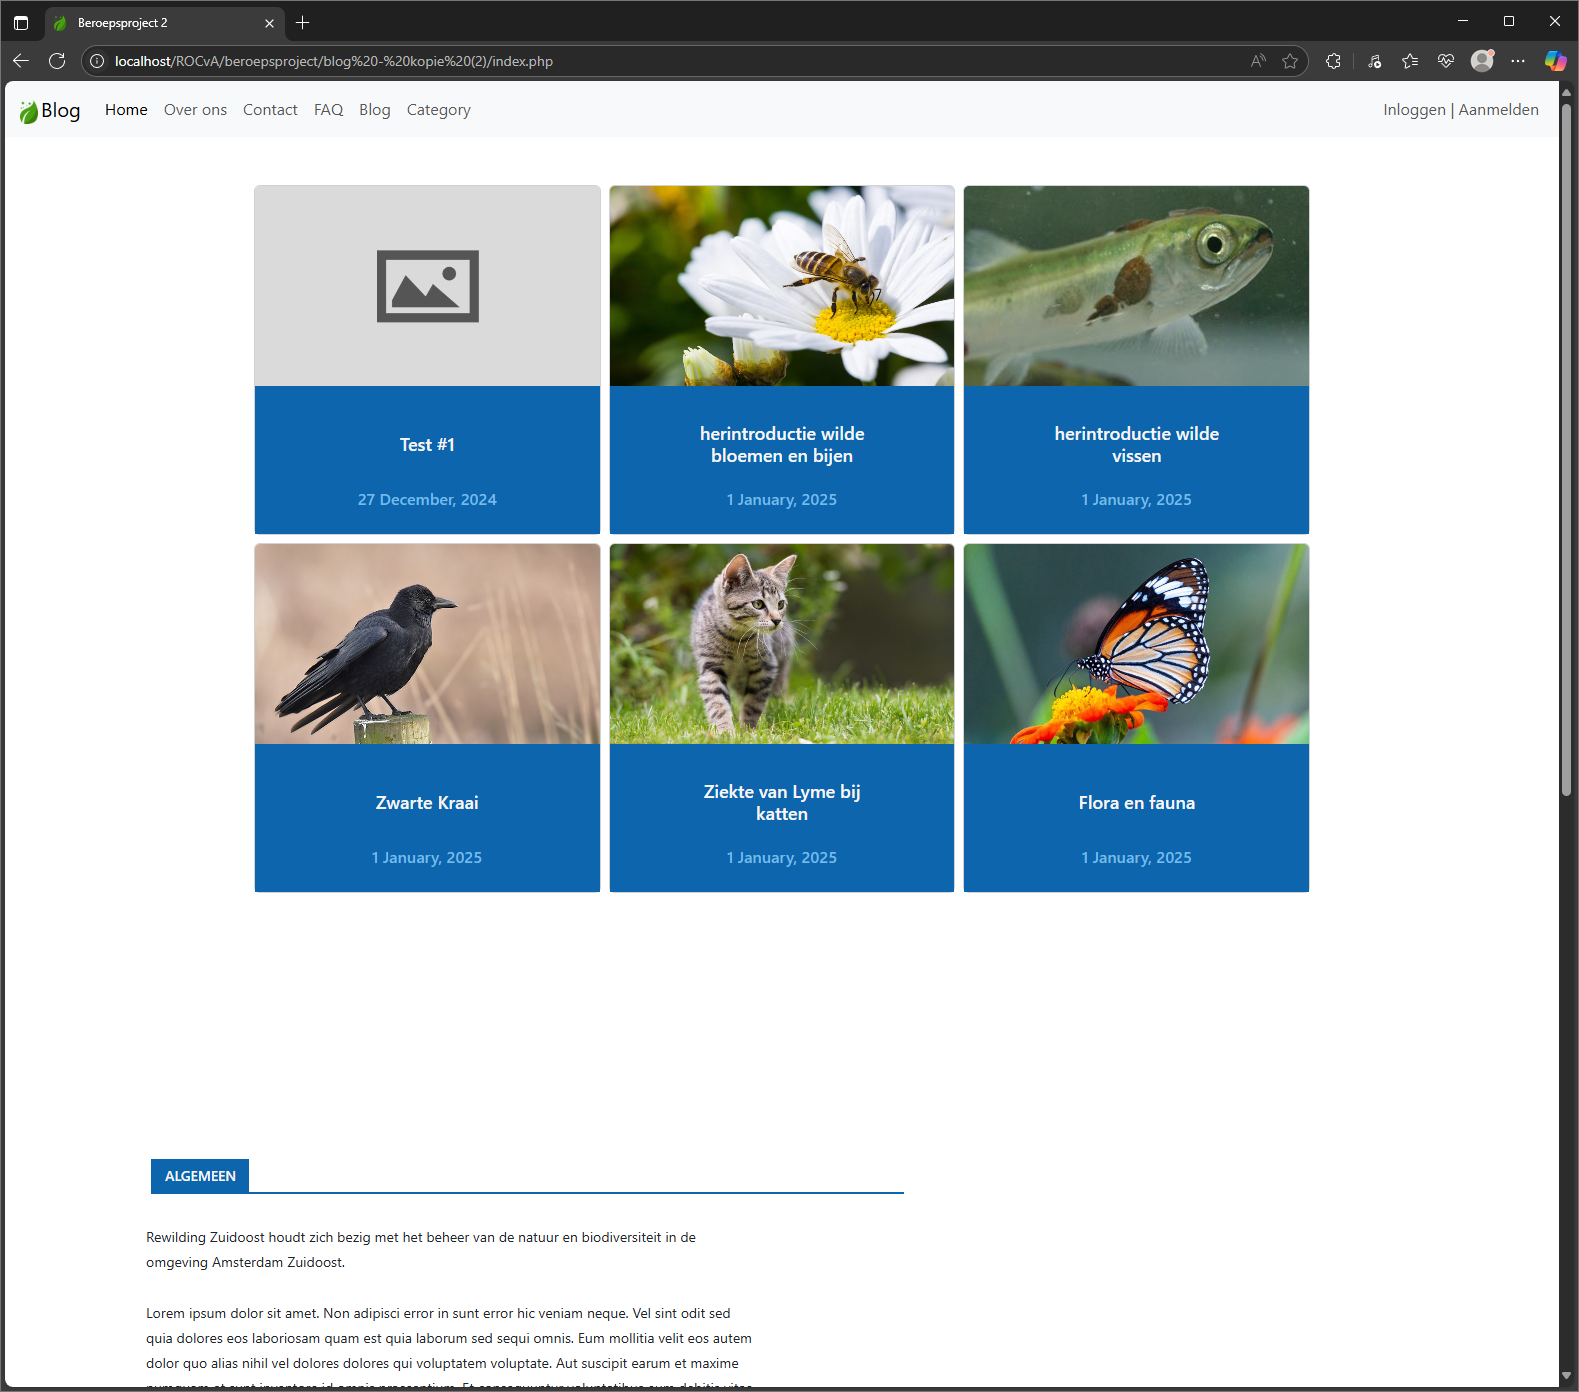 Beroepsproject 2
localhost/ROCvA/beroepsproject/blog%20-%20kopie%20(2)/index.php
Blog Home Over ons Contact FAQ Blog Category Inloggen | Aanmelden
Test #1
27 December, 2024
herintroductie wilde
bloemen en bijen
1 January, 2025
herintroductie wilde
vissen
1 January, 2025
Zwarte Kraai
1 January, 2025
Ziekte van Lyme bij
katten
1 January, 2025
Flora en fauna
1 January, 2025
ALGEMEEN
Rewilding Zuidoost houdt zich bezig met het beheer van de natuur en biodiversiteit in de
omgeving Amsterdam Zuidoost.
Lorem ipsum dolor sit amet. Non adipisci error in sunt error hic veniam neque. Vel sint odit sed
quia dolores eos laboriosam quam est quia laborum sed sequi omnis. Eum mollitia velit eos autem
dolor quo alias nihil vel dolores dolores qui voluptatem voluptate. Aut suscipit earum et maxime